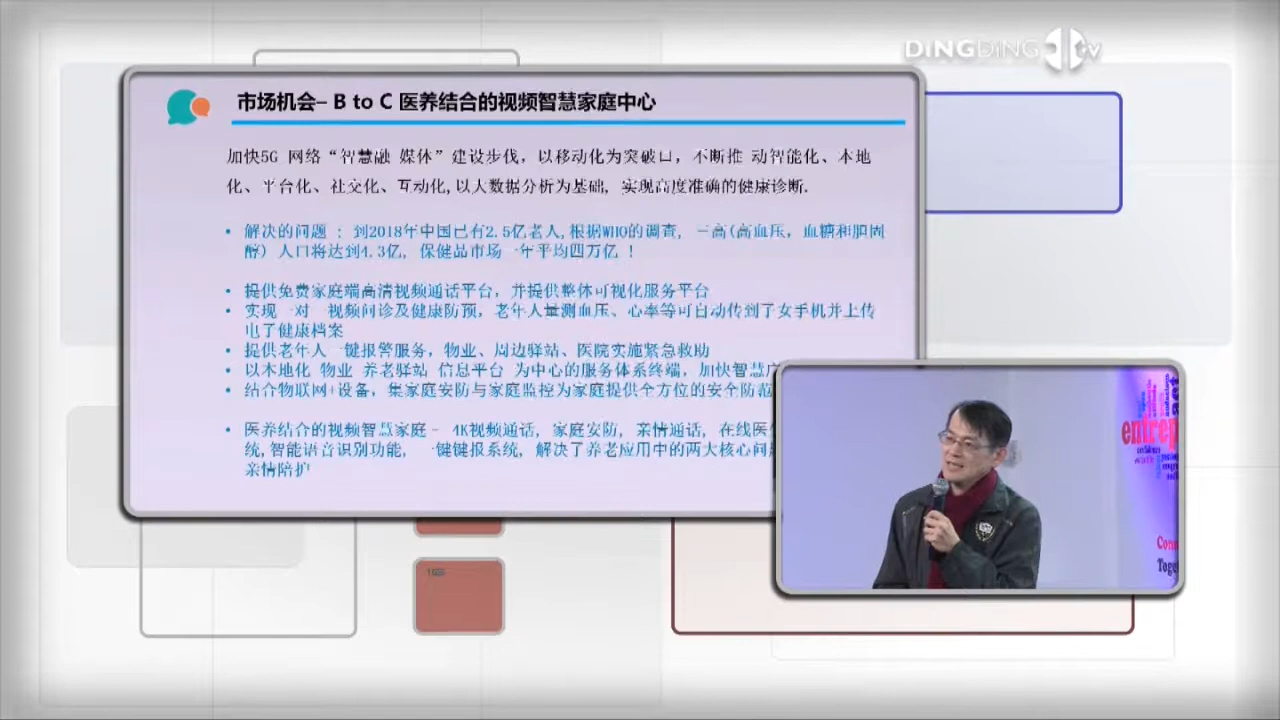 DiNGDiNG tv
市场机会– B to C 医养结合的视频智慧家庭中心
加快5G 网络“智慧融 媒体”建设步伐，以移动化为突破口，不断推 动智能化、本地
化、平台化、社交化、互动化,以大数据分析为基础, 实现高度准确的健康诊断.
• 解决的问题 : 到2018年中国已有2.5亿老人,根据WHO的调查, 三高(高血压，血糖和胆固
醇) 人口将达到4.3亿, 保健品市场一年平均四万亿 !
• 提供免费家庭端高清视频通话平台，并提供整体可视化服务平台
• 实现一对一视频问诊及健康防预，老年人量测血压、心率等可自动传到子女手机并上传
电子健康档案
• 提供老年人一键报警服务，物业、周边驿站、医院实施紧急救助
• 以本地化 物业 养老驿站 信息平台 为中心的服务体系终端，加快智慧
• 结合物联网+设备，集家庭安防与家庭监控为家庭提供全方位的安全防范
• 医养结合的视频智慧家庭- 4K视频通话, 家庭安防, 亲情通话, 在线医
统,智能语音识别功能, 一键键报系统, 解决了养老应用中的两大核心问
亲情陪护
entrep
Com
Toge